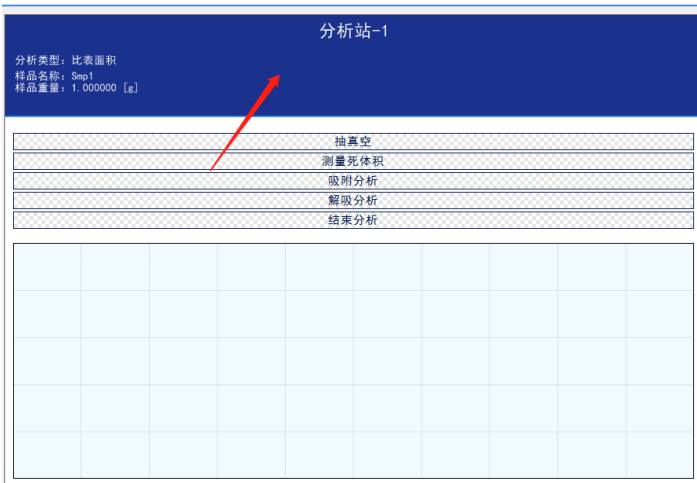 分析站-1
分析类型: 比表面积
样品名称: Smp1
样品重量: 1.000000 [g]
抽真空
测量死体积
吸附分析
解吸分析
结束分析